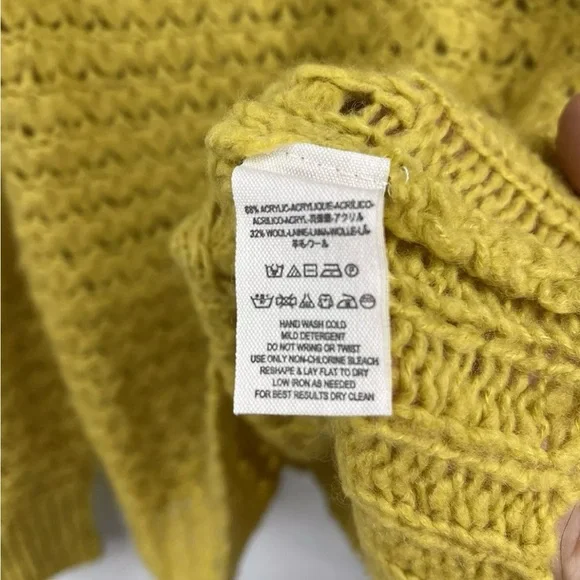 68% ACRYLIC-ACRYLIQUE-ACRÍLICO-
ACRILICO-ACRYL-アクリル
32% WOOL-LAINE-LANA-WOLLE-LÃ-
羊毛ウール
HAND WASH COLD
MILD DETERGENT
DO NOT WRING OR TWIST
USE ONLY NON-CHLORINE BLEACH
RESHAPE & LAY FLAT TO DRY
LOW IRON AS NEEDED
FOR BEST RESULTS DRY CLEAN